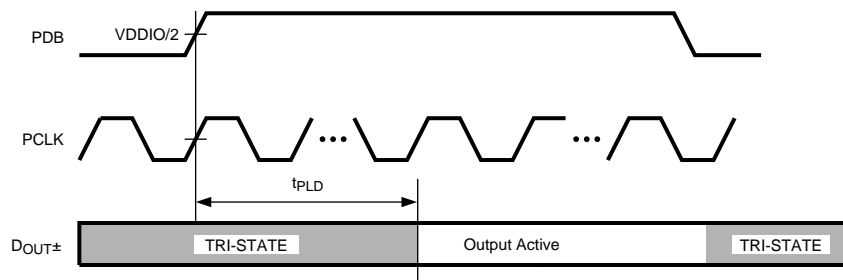 PDB
VDDIO/2
PCLK
tPLD
DOUT±
TRI-STATE
Output Active
TRI-STATE